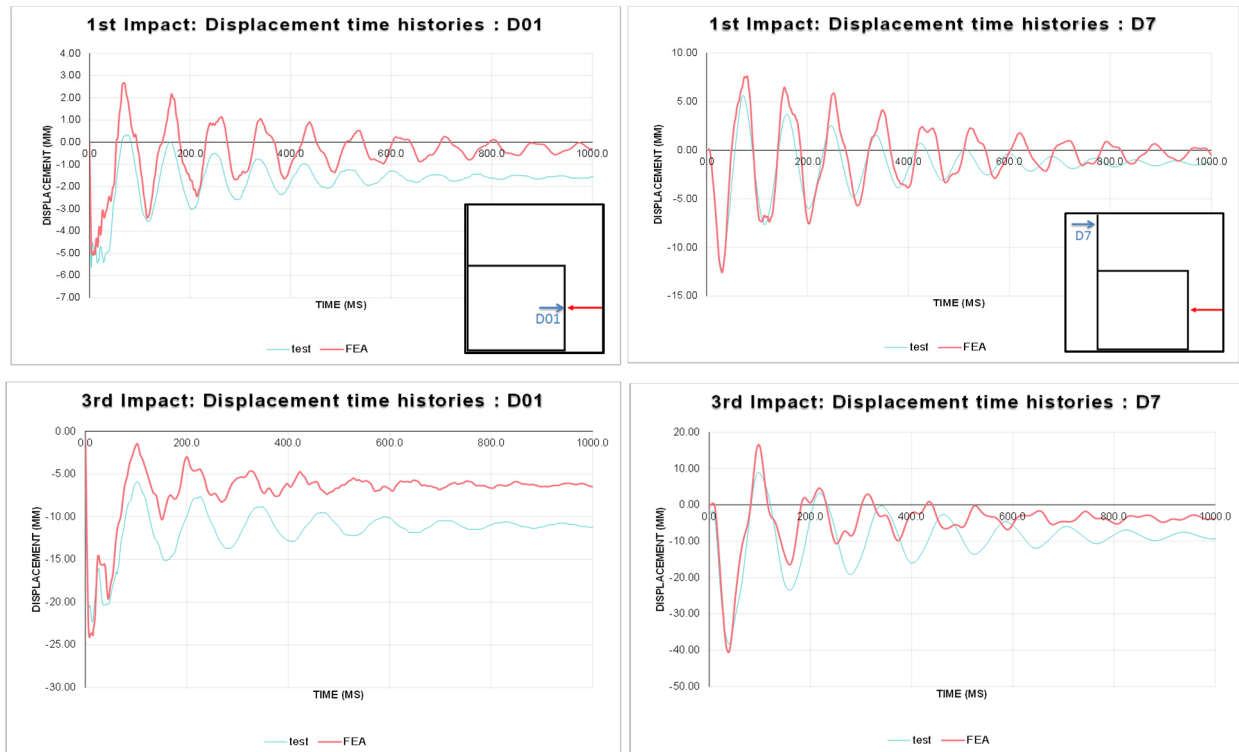 1st Impact: Displacement time histories : D01
4.00
3.00
2.00
1.00
0.00
-1.00
-2.00
-3.00
-4.00
-5.00
-6.00
-7.00
0.0
200.0
400.0
600.0
800.0
1000.0
DISPLACEMENT (MM)
TIME (MS)
D01
test
FEA
1st Impact: Displacement time histories : D7
10.00
5.00
0.00
-5.00
-10.00
-15.00
0.0
200.0
400.0
600.0
800.0
1000.0
DISPLACEMENT (MM)
TIME (MS)
D7
test
FEA
3rd Impact: Displacement time histories : D01
0.00
-5.00
-10.00
-15.00
-20.00
-25.00
-30.00
0.0
200.0
400.0
600.0
800.0
1000.0
DISPLACEMENT (MM)
TIME (MS)
test
FEA
3rd Impact: Displacement time histories : D7
20.00
10.00
0.00
-10.00
-20.00
-30.00
-40.00
-50.00
0.0
200.0
400.0
600.0
800.0
1000.0
DISPLACEMENT (MM)
TIME (MS)
test
FEA